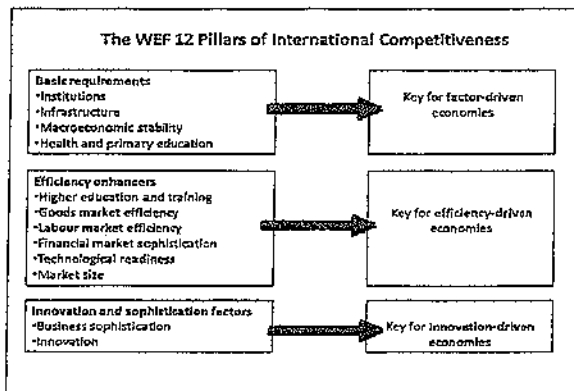 The WEF 12 Pillars of International Competitiveness
Basic requirements
•Institutions
•Infrastructure
•Macroeconomic stability
•Health and primary education
Key for factor-driven
economies
Efficiency enhancers
•Higher education and training
•Goods market efficiency
•Labour market efficiency
•Financial market sophistication
•Technological readiness
•Market size
Key for efficiency-driven
economies
Innovation and sophistication factors
•Business sophistication
•Innovation
Key for innovation-driven
economies